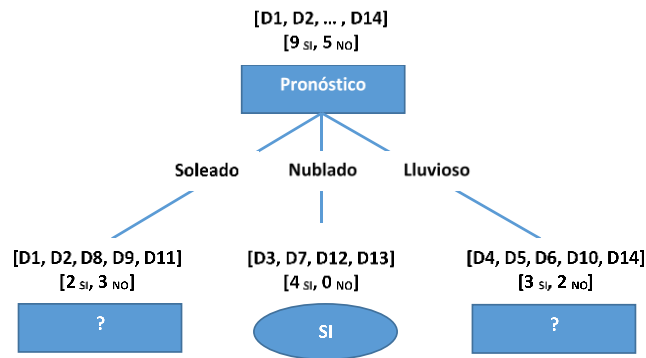 [D1, D2, ... , D14]
[9 SI, 5 NO]
Pronóstico
Soleado Nublado Lluvioso
[D1, D2, D8, D9, D11] [D3, D7, D12, D13] [D4, D5, D6, D10, D14]
[2 SI, 3 NO] [4 SI, 0 NO] [3 SI, 2 NO]
? SI ?